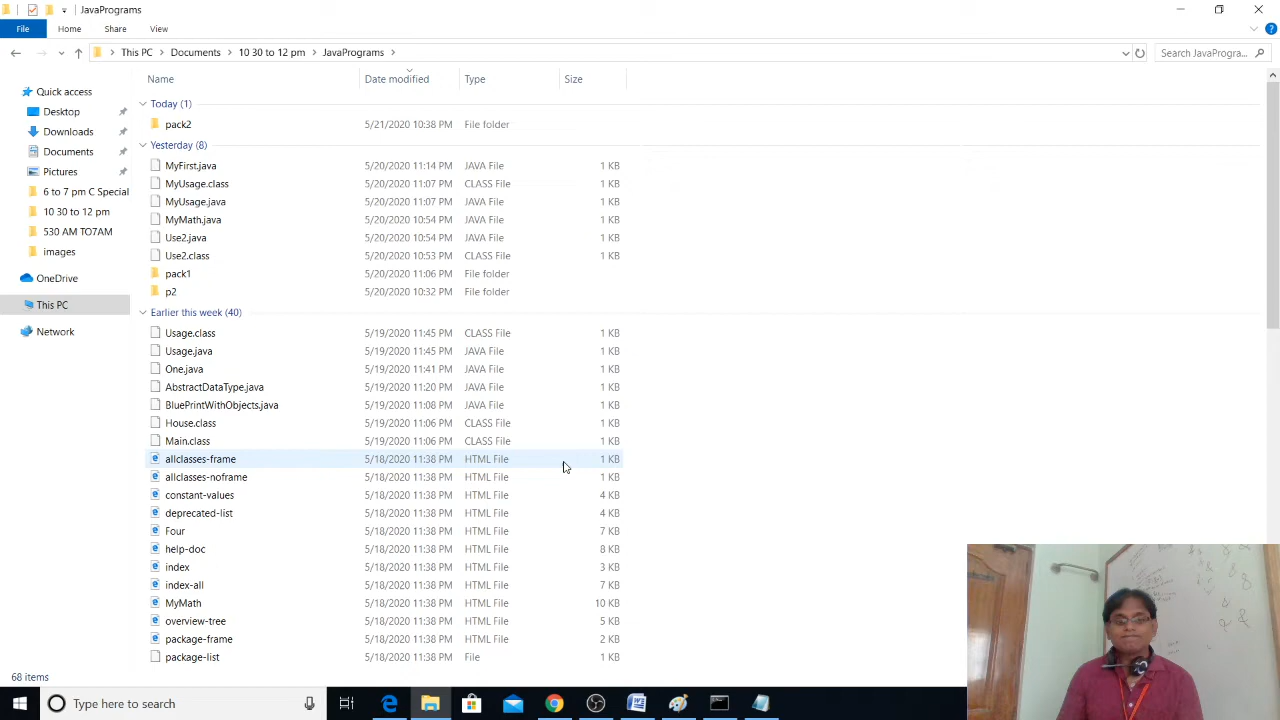 JavaPrograms
File Home Share View
This PC Documents 10 30 to 12 pm JavaPrograms Search JavaProgra...
Name Date modified Type Size
Quick access
Desktop
Downloads
Documents
Pictures
6 to 7 pm C Special
10 30 to 12 pm
530 AM TO7AM
images
OneDrive
This PC
Network
Today (1)
pack2 5/21/2020 10:38 PM File folder
Yesterday (8)
MyFirst.java 5/20/2020 11:14 PM JAVA File 1 KB
MyUsage.class 5/20/2020 11:07 PM CLASS File 1 KB
MyUsage.java 5/20/2020 11:07 PM JAVA File 1 KB
MyMath.java 5/20/2020 10:54 PM JAVA File 1 KB
Use2.java 5/20/2020 10:54 PM JAVA File 1 KB
Use2.class 5/20/2020 10:53 PM CLASS File 1 KB
pack1 5/20/2020 11:06 PM File folder
p2 5/20/2020 10:32 PM File folder
Earlier this week (40)
Usage.class 5/19/2020 11:45 PM CLASS File 1 KB
Usage.java 5/19/2020 11:45 PM JAVA File 1 KB
One.java 5/19/2020 11:41 PM JAVA File 1 KB
AbstractDataType.java 5/19/2020 11:20 PM JAVA File 1 KB
BluePrintWithObjects.java 5/19/2020 11:08 PM JAVA File 1 KB
House.class 5/19/2020 11:06 PM CLASS File 1 KB
Main.class 5/19/2020 11:06 PM CLASS File 1 KB
allclasses-frame 5/18/2020 11:38 PM HTML File 1 KB
allclasses-noframe 5/18/2020 11:38 PM HTML File 1 KB
constant-values 5/18/2020 11:38 PM HTML File 4 KB
deprecated-list 5/18/2020 11:38 PM HTML File 4 KB
Four 5/18/2020 11:38 PM HTML File 7 KB
help-doc 5/18/2020 11:38 PM HTML File 8 KB
index 5/18/2020 11:38 PM HTML File 3 KB
index-all 5/18/2020 11:38 PM HTML File 7 KB
MyMath 5/18/2020 11:38 PM HTML File 10 KB
overview-tree 5/18/2020 11:38 PM HTML File 5 KB
package-frame 5/18/2020 11:38 PM HTML File 2 KB
package-list 5/18/2020 11:38 PM File 1 KB
68 items
Type here to search